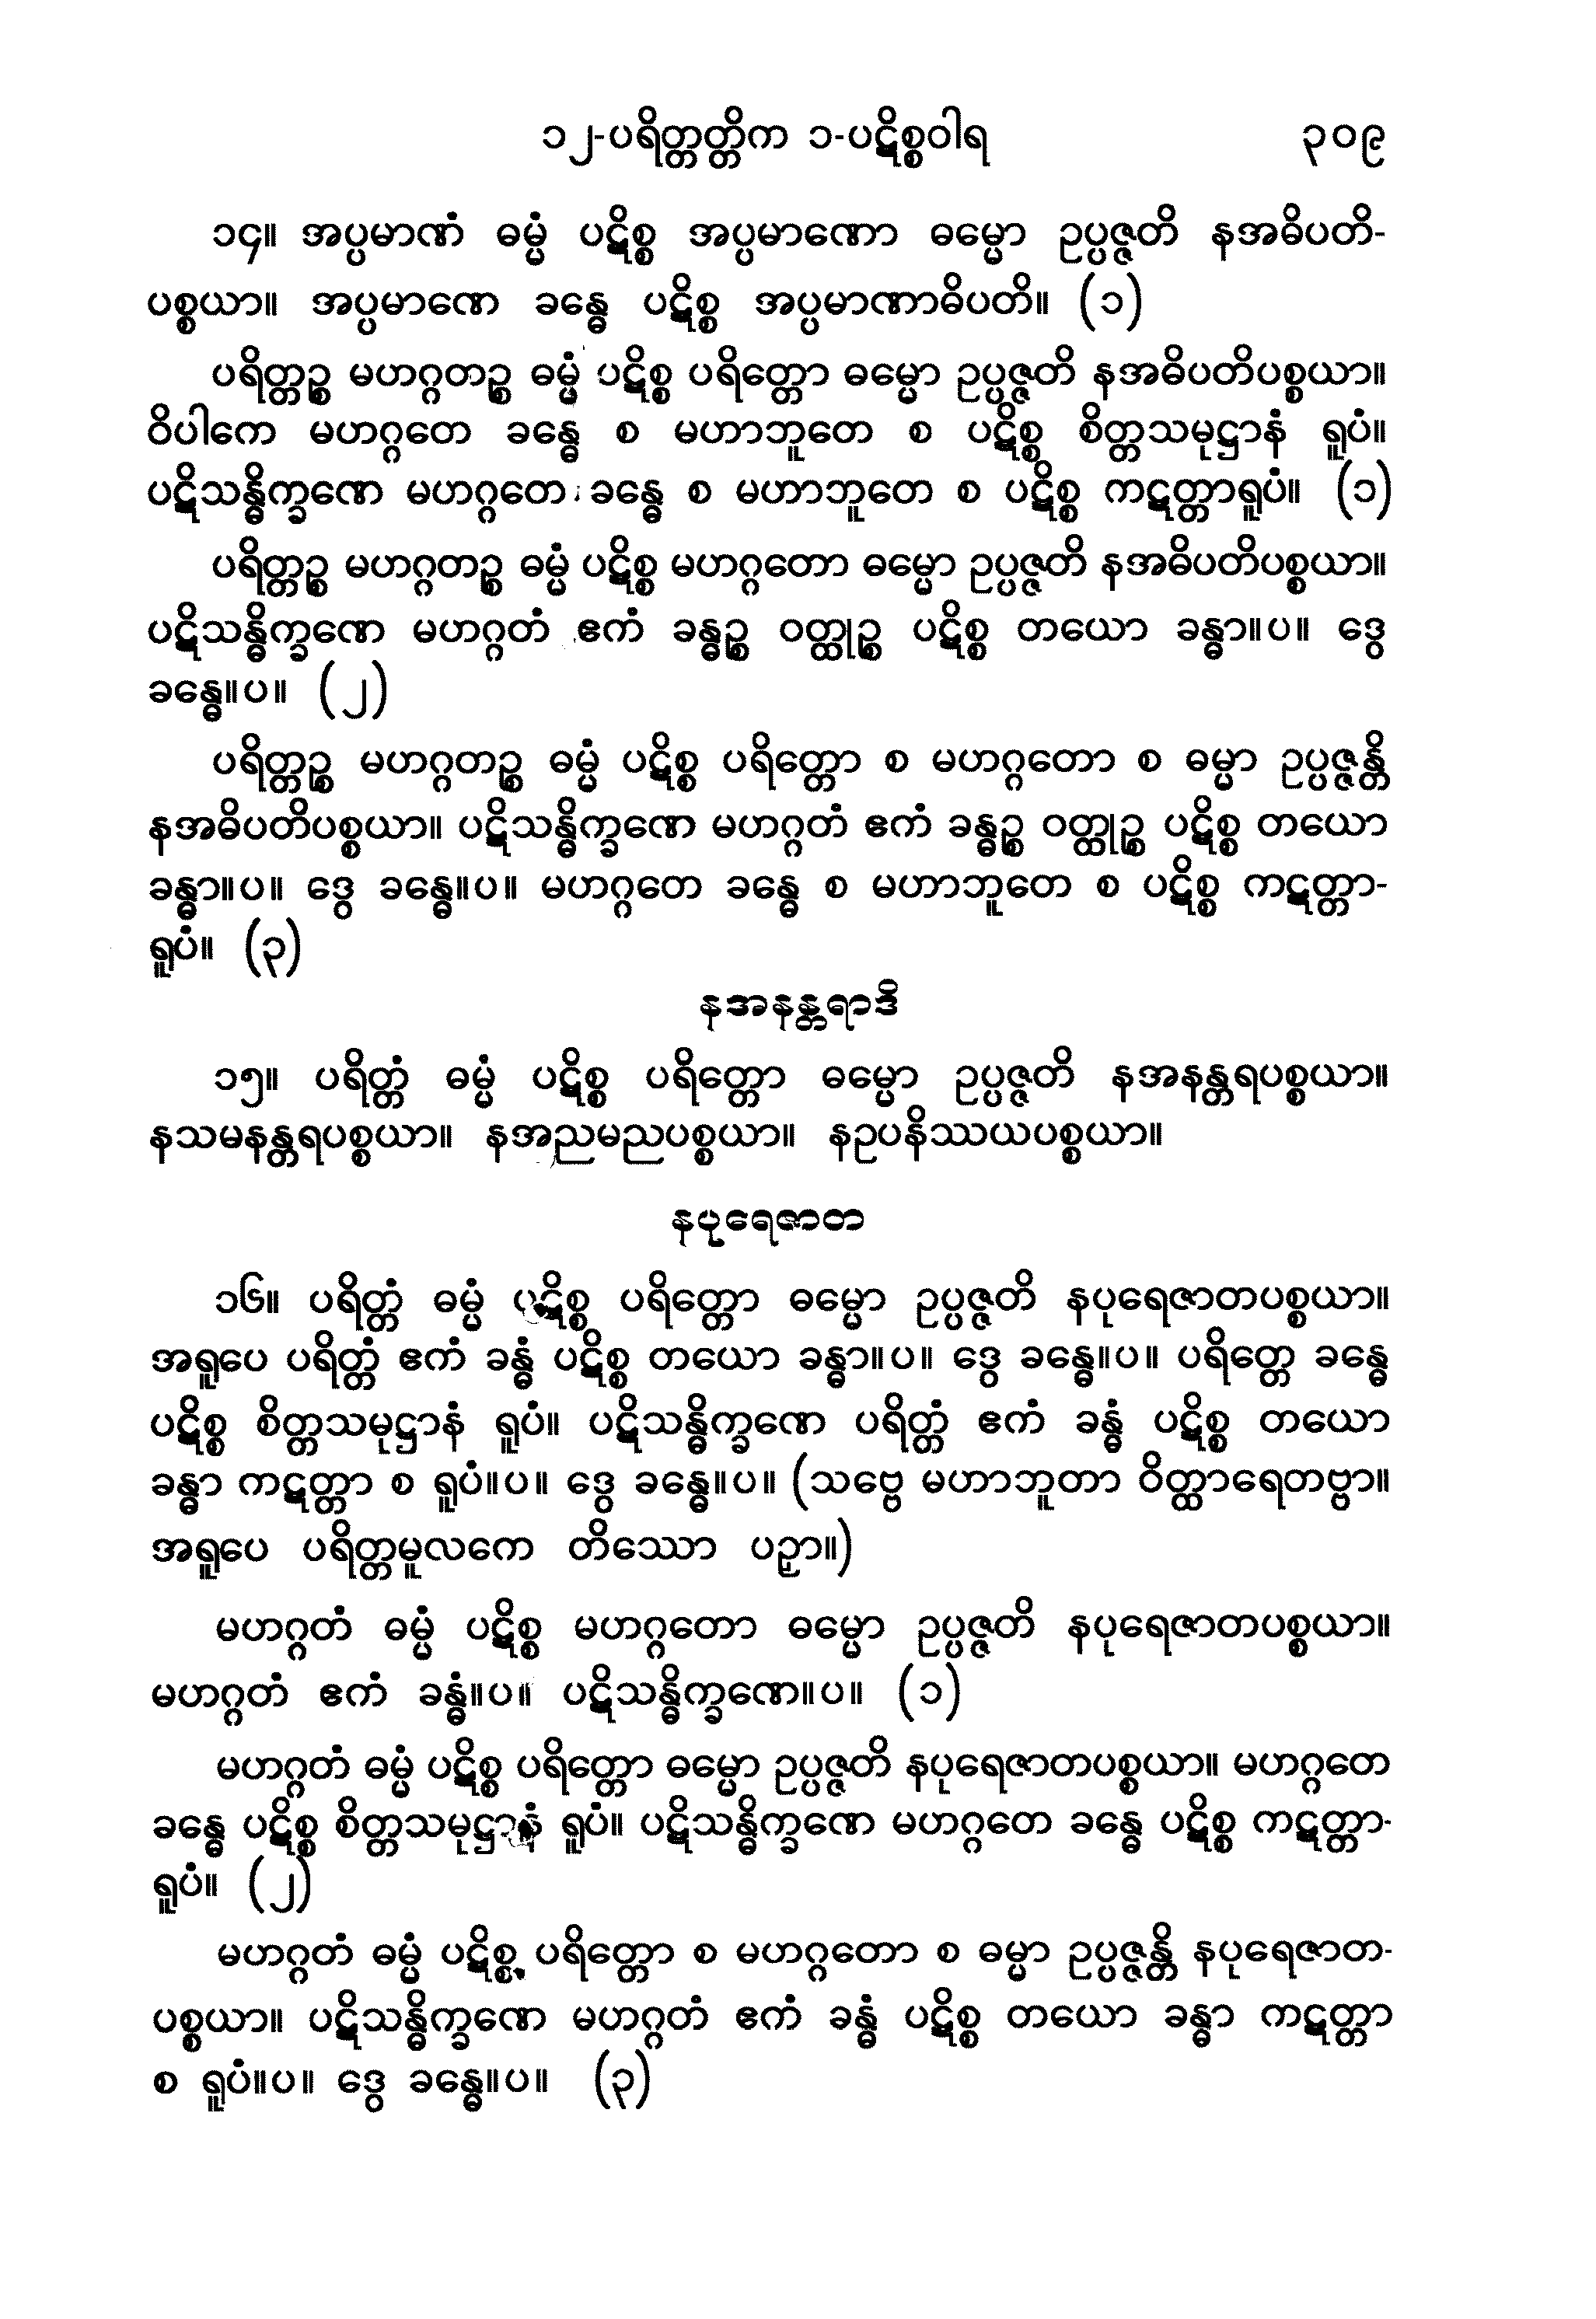 ၁၂-ပရိတ္တတ္တိက ၁-ပဋိစ္စဝါရ ၃၀၉
၁၄။ အပ္ပမာဏံ ဓမ္မံ ပဋိစ္စ အပ္ပမာဏော ဓမ္မော ဥပ္ပဇ္ဇတိ နအဓိပတိ-
ပစ္စယာ။ အပ္ပမာဏေ ခန္ဓေ ပဋိစ္စ အပ္ပမာဏာဓိပတိ။ (၁)
ပရိတ္တဉ္စ မဟဂ္ဂတဉ္စ ဓမ္မံ ပဋိစ္စ ပရိတ္တော ဓမ္မော ဥပ္ပဇ္ဇတိ နအဓိပတိပစ္စယာ။
ဝိပါကေ မဟဂ္ဂတေ ခန္ဓေ စ မဟာဘူတေ စ ပဋိစ္စ စိတ္တသမုဋ္ဌာနံ ရူပံ။
ပဋိသန္ဓိက္ခဏေ မဟဂ္ဂတေ ခန္ဓေ စ မဟာဘူတေ စ ပဋိစ္စ ကဋတ္တာရူပံ။ (၁)
ပရိတ္တဉ္စ မဟဂ္ဂတဉ္စ ဓမ္မံ ပဋိစ္စ မဟဂ္ဂတော ဓမ္မော ဥပ္ပဇ္ဇတိ နအဓိပတိပစ္စယာ။
ပဋိသန္ဓိက္ခဏေ မဟဂ္ဂတံ ဧကံ ခန္ဓဉ္စ ဝတ္ထုဉ္စ ပဋိစ္စ တယော ခန္ဓာ။ပ။ ဒွေ
ခန္ဓေ။ပ။ (၂)
ပရိတ္တဉ္စ မဟဂ္ဂတဉ္စ ဓမ္မံ ပဋိစ္စ ပရိတ္တော စ မဟဂ္ဂတော စ ဓမ္မာ ဥပ္ပဇ္ဇန္တိ
နအဓိပတိပစ္စယာ။ ပဋိသန္ဓိက္ခဏေ မဟဂ္ဂတံ ဧကံ ခန္ဓဉ္စ ဝတ္ထုဉ္စ ပဋိစ္စ တယော
ခန္ဓာ။ပ။ ဒွေ ခန္ဓေ။ပ။ မဟဂ္ဂတေ ခန္ဓေ စ မဟာဘူတေ စ ပဋိစ္စ ကဋတ္တာ-
ရူပံ။ (၃)
နအနန္တရာဒိ
၁၅။ ပရိတ္တံ ဓမ္မံ ပဋိစ္စ ပရိတ္တော ဓမ္မော ဥပ္ပဇ္ဇတိ နအနန္တရပစ္စယာ။
နသမနန္တရပစ္စယာ။ နအညမညပစ္စယာ။ နဥပနိဿယပစ္စယာ။
နပုရေဇာတ
၁၆။ ပရိတ္တံ ဓမ္မံ ပဋိစ္စ ပရိတ္တော ဓမ္မော ဥပ္ပဇ္ဇတိ နပုရေဇာတပစ္စယာ။
အရူပေ ပရိတ္တံ ဧကံ ခန္ဓံ ပဋိစ္စ တယော ခန္ဓာ။ပ။ ဒွေ ခန္ဓေ။ပ။ ပရိတ္တေ ခန္ဓေ
ပဋိစ္စ စိတ္တသမုဋ္ဌာနံ ရူပံ။ ပဋိသန္ဓိက္ခဏေ ပရိတ္တံ ဧကံ ခန္ဓံ ပဋိစ္စ တယော
ခန္ဓာ ကဋတ္တာ စ ရူပံ။ပ။ ဒွေ ခန္ဓေ။ပ။ (သဗ္ဗေ မဟာဘူတာ ဝိတ္ထာရေတဗ္ဗာ။
အရူပေ ပရိတ္တမူလကေ တိဿော ပဉှာ။)
မဟဂ္ဂတံ ဓမ္မံ ပဋိစ္စ မဟဂ္ဂတော ဓမ္မော ဥပ္ပဇ္ဇတိ နပုရေဇာတပစ္စယာ။
မဟဂ္ဂတံ ဧကံ ခန္ဓံ။ပ။ ပဋိသန္ဓိက္ခဏေ။ပ။ (၁)
မဟဂ္ဂတံ ဓမ္မံ ပဋိစ္စ ပရိတ္တော ဓမ္မော ဥပ္ပဇ္ဇတိ နပုရေဇာတပစ္စယာ။ မဟဂ္ဂတေ
ခန္ဓေ ပဋိစ္စ စိတ္တသမုဋ္ဌာနံ ရူပံ။ ပဋိသန္ဓိက္ခဏေ မဟဂ္ဂတေ ခန္ဓေ ပဋိစ္စ ကဋတ္တာ-
ရူပံ။ (၂)
မဟဂ္ဂတံ ဓမ္မံ ပဋိစ္စ ပရိတ္တော စ မဟဂ္ဂတော စ ဓမ္မာ ဥပ္ပဇ္ဇန္တိ နပုရေဇာတ-
ပစ္စယာ။ ပဋိသန္ဓိက္ခဏေ မဟဂ္ဂတံ ဧကံ ခန္ဓံ ပဋိစ္စ တယော ခန္ဓာ ကဋတ္တာ
စ ရူပံ။ပ။ ဒွေ ခန္ဓေ။ပ။ (၃)